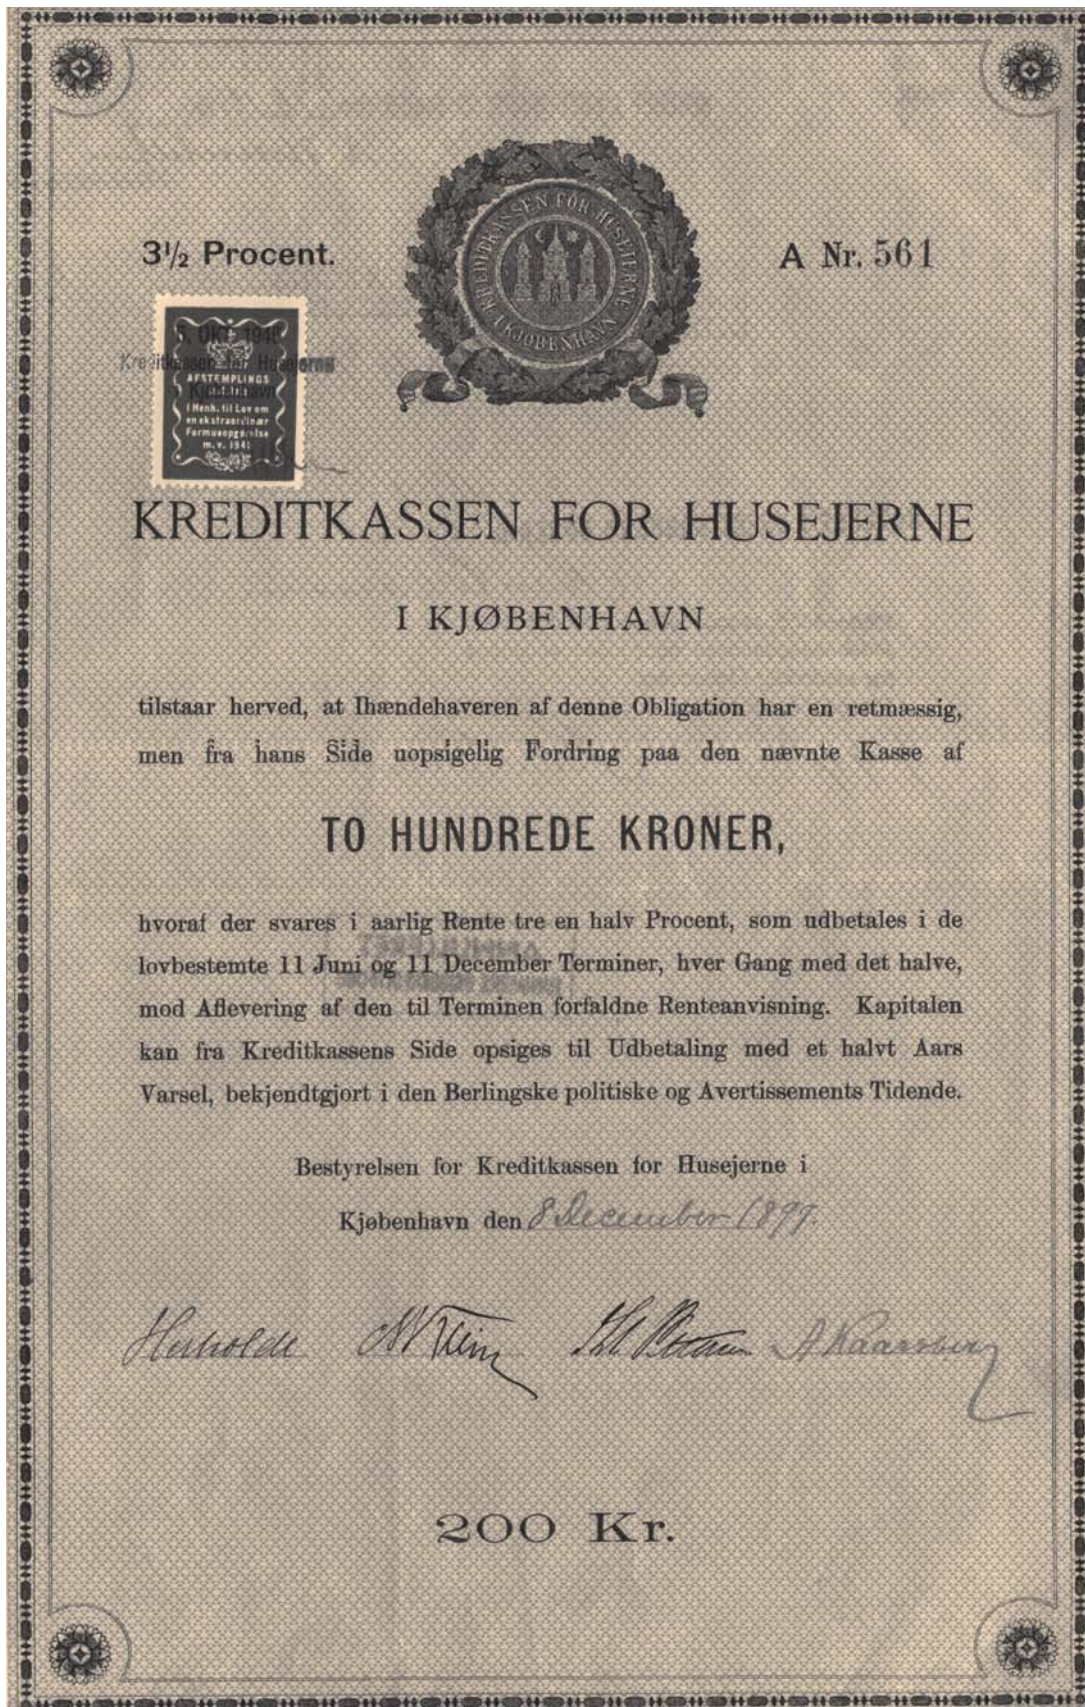 3½ Procent.
KREDITKASSEN FOR HUSEJERNE I KJØBENHAVN
A Nr. 561
OKT. 194
Kreditkassen for Husejerne
Kjøbenhavn
AFSTEMPLINGS
i Henh. til Lov om
en ekstraordinær
Formueopgørelse
m. v. 194
KREDITKASSEN FOR HUSEJERNE
I KJØBENHAVN
tilstaar herved, at Ihændehaveren af denne Obligation har en retmæssig,
men fra hans Side uopsigelig Fordring paa den nævnte Kasse af
TO HUNDREDE KRONER,
hvoraf der svares i aarlig Rente tre en halv Procent, som udbetales i de
lovbestemte 11 Juni og 11 December Terminer, hver Gang med det halve,
mod Aflevering af den til Terminen forfaldne Renteanvisning. Kapitalen
kan fra Kreditkassens Side opsiges til Udbetaling med et halvt Aars
Varsel, bekjendtgjort i den Berlingske politiske og Avertissements Tidende.
Bestyrelsen for Kreditkassen for Husejerne i
Kjøbenhavn den 8 December 1897.
A Kaarsberg
200 Kr.